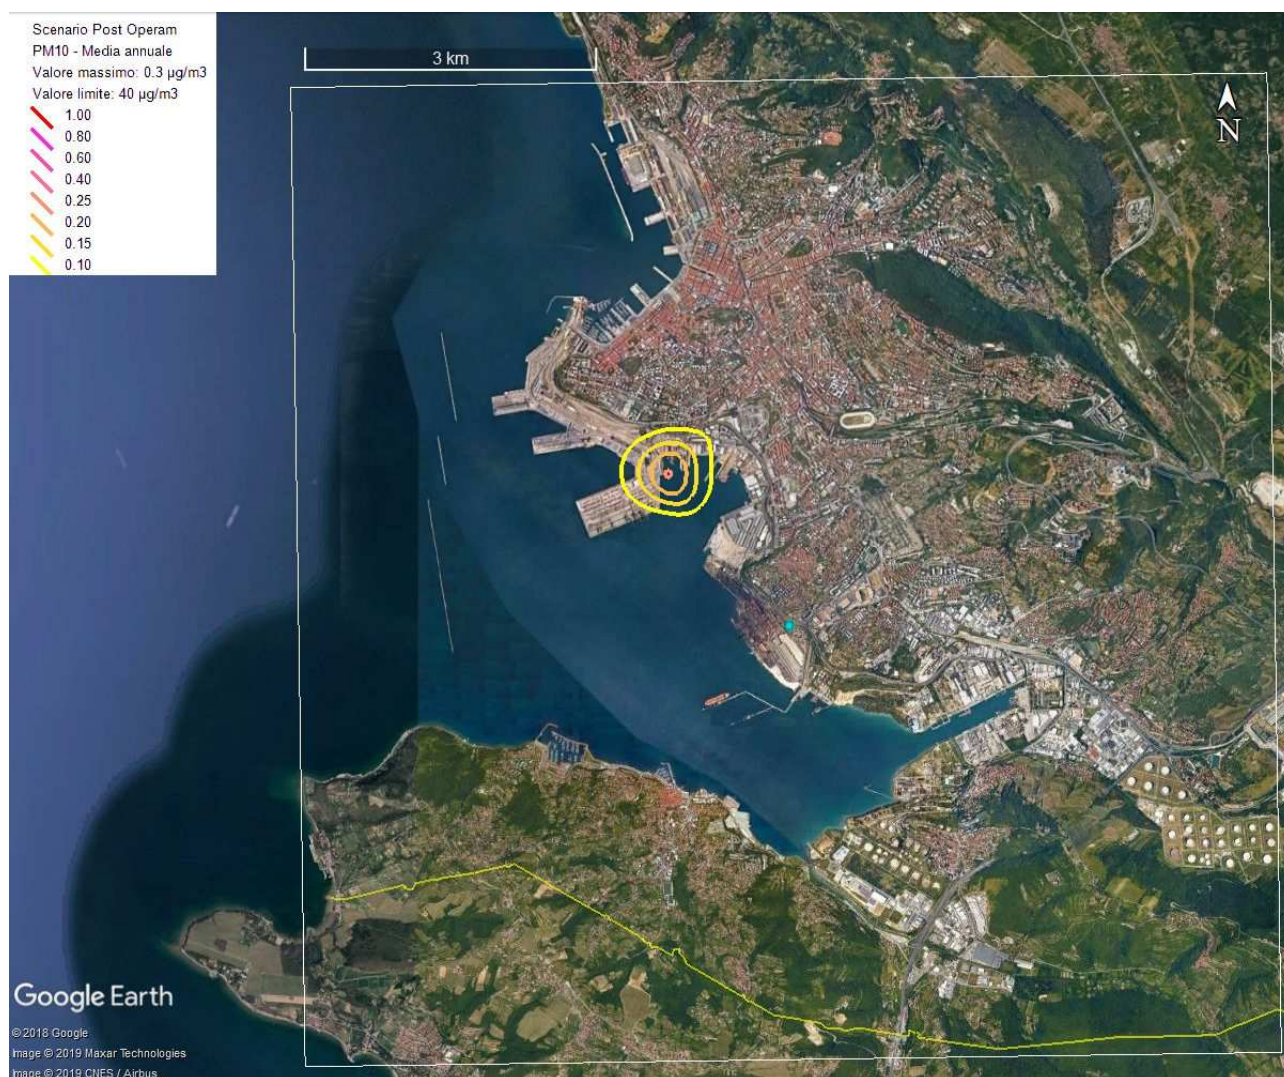 Scenario Post Operam
PM10 - Media annuale
Valore massimo: 0.3 µg/m3
Valore limite: 40 µg/m3
1.00
0.80
0.60
0.40
0.25
0.20
0.15
0.10
3 km
N
Google Earth
© 2018 Google
Image © 2019 Maxar Technologies
Image © 2019 CNES / Airbus